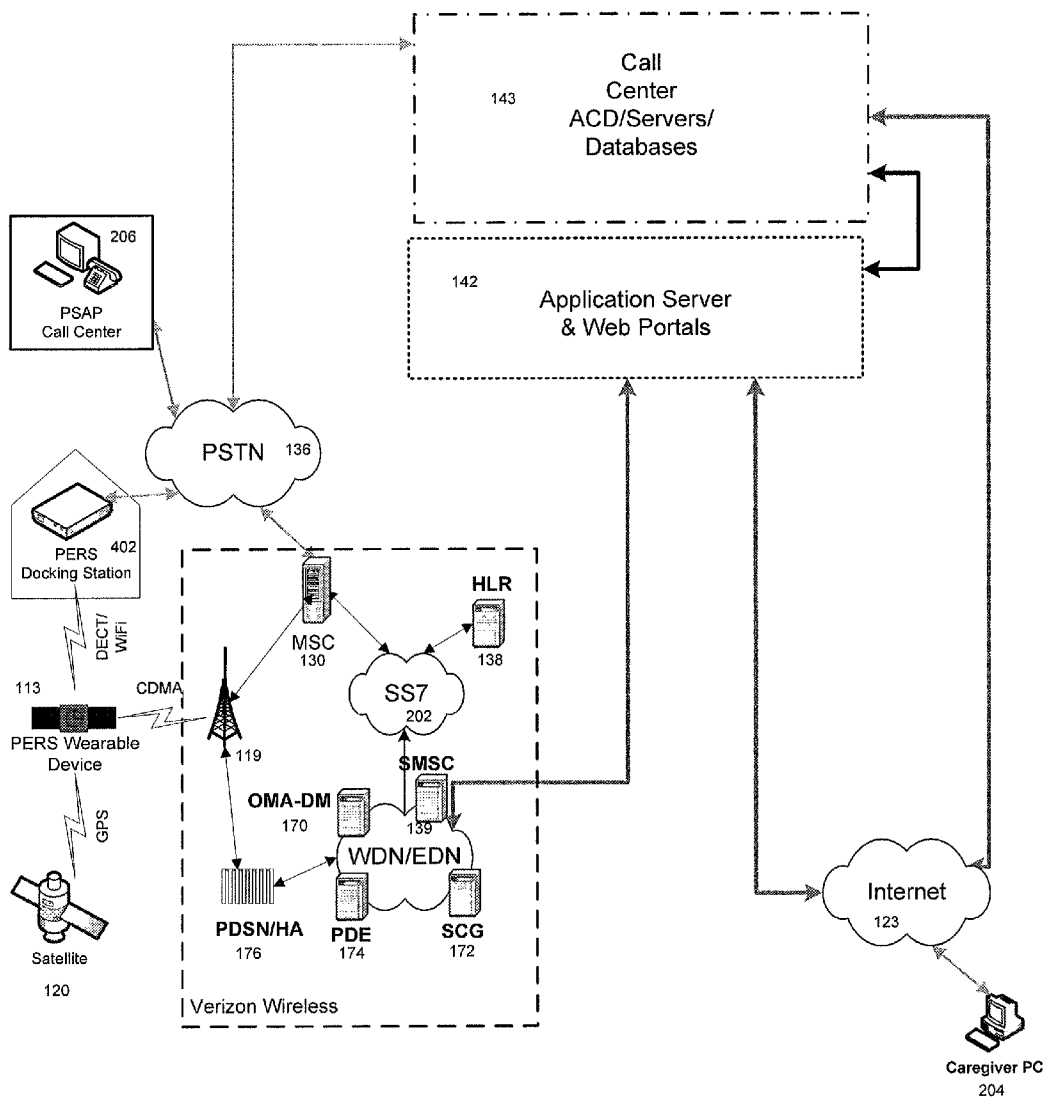 Call
Center
143
ACD/Servers/
Databases
206
PSAP
Call Center
142
Application Server
& Web Portals
PSTN
136
402
PERS
Docking Station
DECT/
WiFi
HLR
138
MSC
130
SS7
202
113
CDMA
PERS Wearable
Device
119
SMSC
OMA-DM
170
139
WDN/EDN
GPS
PDSN/HA
176
PDE
174
SCG
172
Internet
123
Satellite
120
Verizon Wireless
Caregiver PC
204